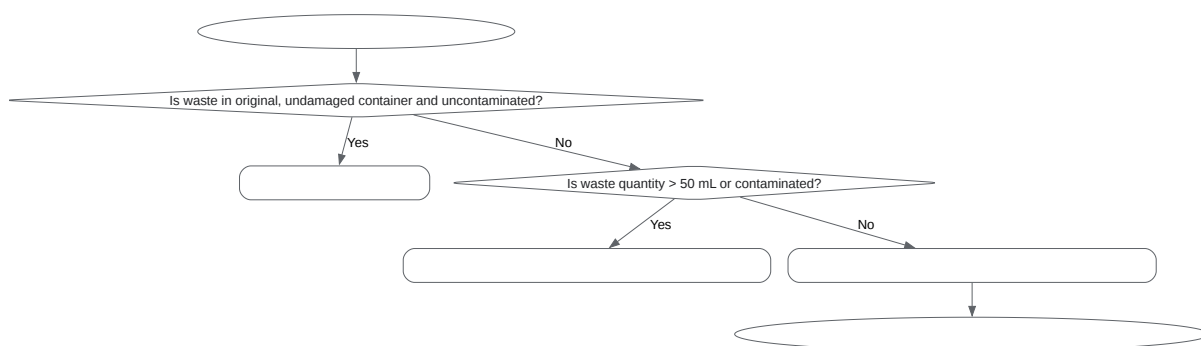 Is waste in original, undamaged container and uncontaminated?
Yes
No
Is waste quantity > 50 mL or contaminated?
Yes
No